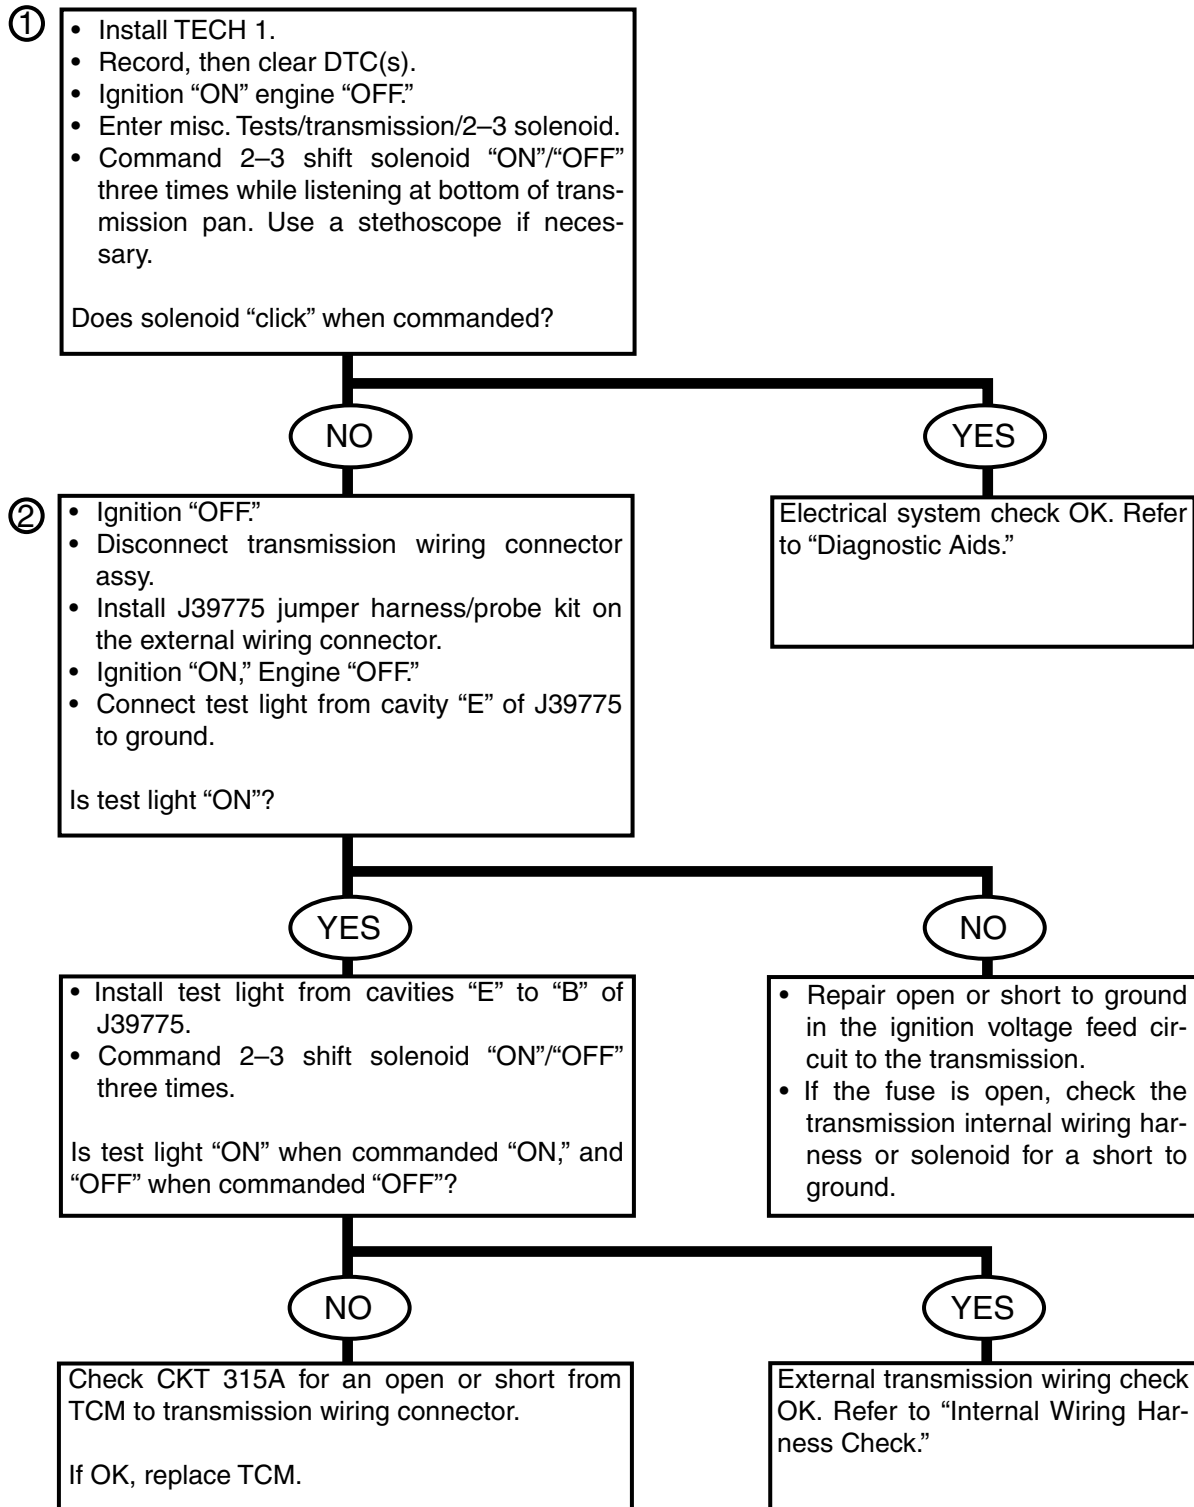 ①
• Install TECH 1.
• Record, then clear DTC(s).
• Ignition “ON” engine “OFF.”
• Enter misc. Tests/transmission/2–3 solenoid.
• Command 2–3 shift solenoid “ON”/“OFF”
three times while listening at bottom of trans-
mission pan. Use a stethoscope if neces-
sary.
Does solenoid “click” when commanded?
NO
YES
②
• Ignition “OFF.”
• Disconnect transmission wiring connector
assy.
• Install J39775 jumper harness/probe kit on
the external wiring connector.
• Ignition “ON,” Engine “OFF.”
• Connect test light from cavity “E” of J39775
to ground.
Is test light “ON”?
Electrical system check OK. Refer
to “Diagnostic Aids.”
YES
NO
• Install test light from cavities “E” to “B” of
J39775.
• Command 2–3 shift solenoid “ON”/“OFF”
three times.
Is test light “ON” when commanded “ON,” and
“OFF” when commanded “OFF”?
• Repair open or short to ground
in the ignition voltage feed cir-
cuit to the transmission.
• If the fuse is open, check the
transmission internal wiring har-
ness or solenoid for a short to
ground.
NO
YES
Check CKT 315A for an open or short from
TCM to transmission wiring connector.
If OK, replace TCM.
External transmission wiring check
OK. Refer to “Internal Wiring Har-
ness Check.”